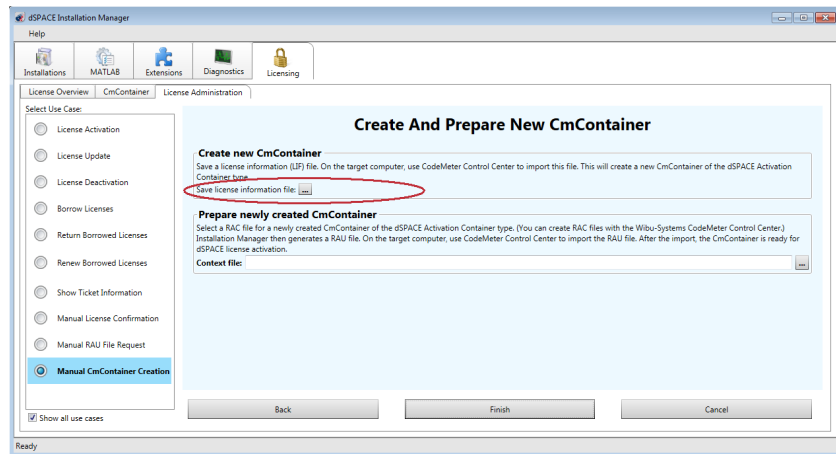 dSPACE Installation Manager
Help
Installations MATLAB Extensions Diagnostics Licensing
License Overview CmContainer License Administration
Select Use Case:
License Activation
License Update
License Deactivation
Borrow Licenses
Return Borrowed Licenses
Renew Borrowed Licenses
Show Ticket Information
Manual License Confirmation
Manual RAU File Request
Manual CmContainer Creation
Show all use cases
Create And Prepare New CmContainer
Create new CmContainer
Save a license information (LIF) file. On the target computer, use CodeMeter Control Center to import this file. This will create a new CmContainer of the dSPACE Activation
Container type.
Save license information file: ...
Prepare newly created CmContainer
Select a RAC file for a newly created CmContainer of the dSPACE Activation Container type. (You can create RAC files with the Wibu-Systems CodeMeter Control Center.)
Installation Manager then generates a RAU file. On the target computer, use CodeMeter Control Center to import the RAU file. After the import, the CmContainer is ready for
dSPACE license activation.
Context file: ...
Back Finish Cancel
Ready